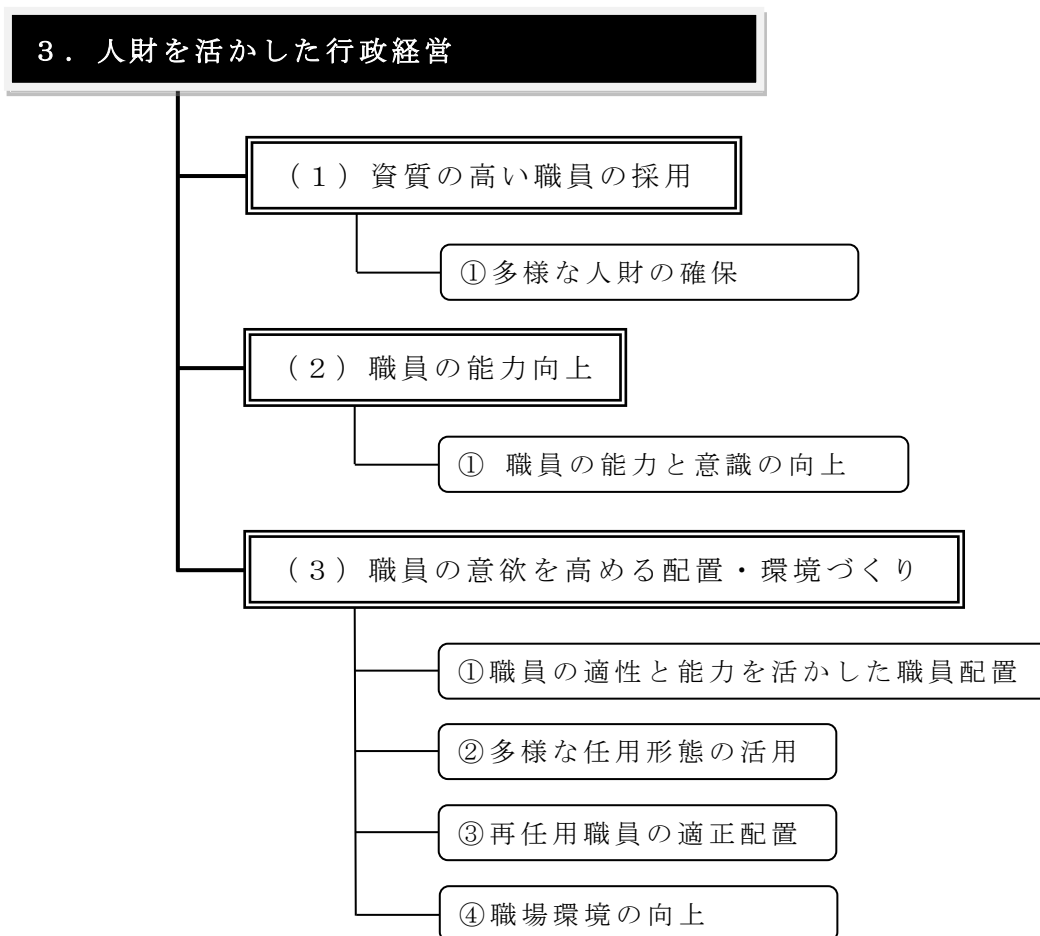 ３．人財を活かした行政経営
（１）資質の高い職員の採用
①多様な人財の確保
（２）職員の能力向上
① 職員の能力と意識の向上
（３）職員の意欲を高める配置・環境づくり
①職員の適性と能力を活かした職員配置
②多様な任用形態の活用
③再任用職員の適正配置
④職場環境の向上